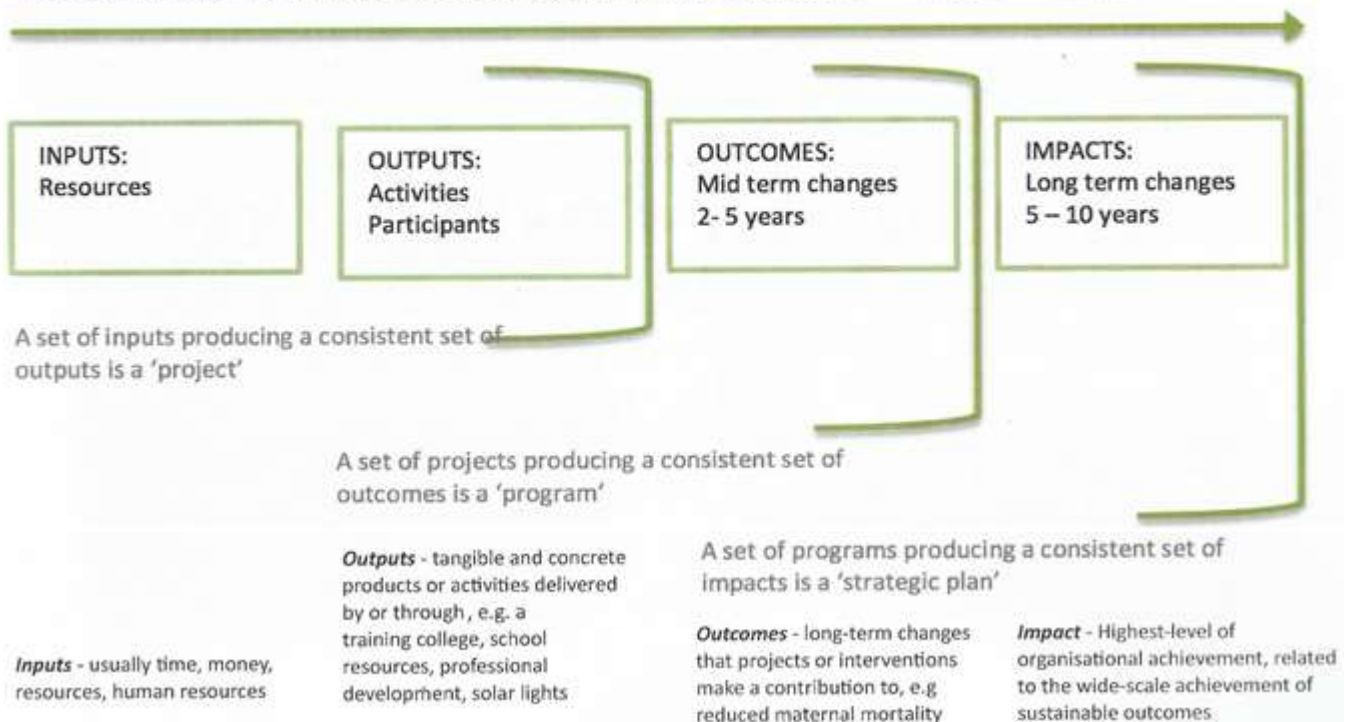 INPUTS:
Resources
OUTPUTS:
Activities
Participants
OUTCOMES:
Mid term changes
2- 5 years
IMPACTS:
Long term changes
5 – 10 years
A set of inputs producing a consistent set of
outputs is a 'project'
A set of projects producing a consistent set of
outcomes is a 'program'
A set of programs producing a consistent set of
impacts is a 'strategic plan'
Inputs - usually time, money,
resources, human resources
Outputs - tangible and concrete
products or activities delivered
by or through, e.g. a
training college, school
resources, professional
development, solar lights
Outcomes - long-term changes
that projects or interventions
make a contribution to, e.g
reduced maternal mortality
Impact - Highest-level of
organisational achievement, related
to the wide-scale achievement of
sustainable outcomes